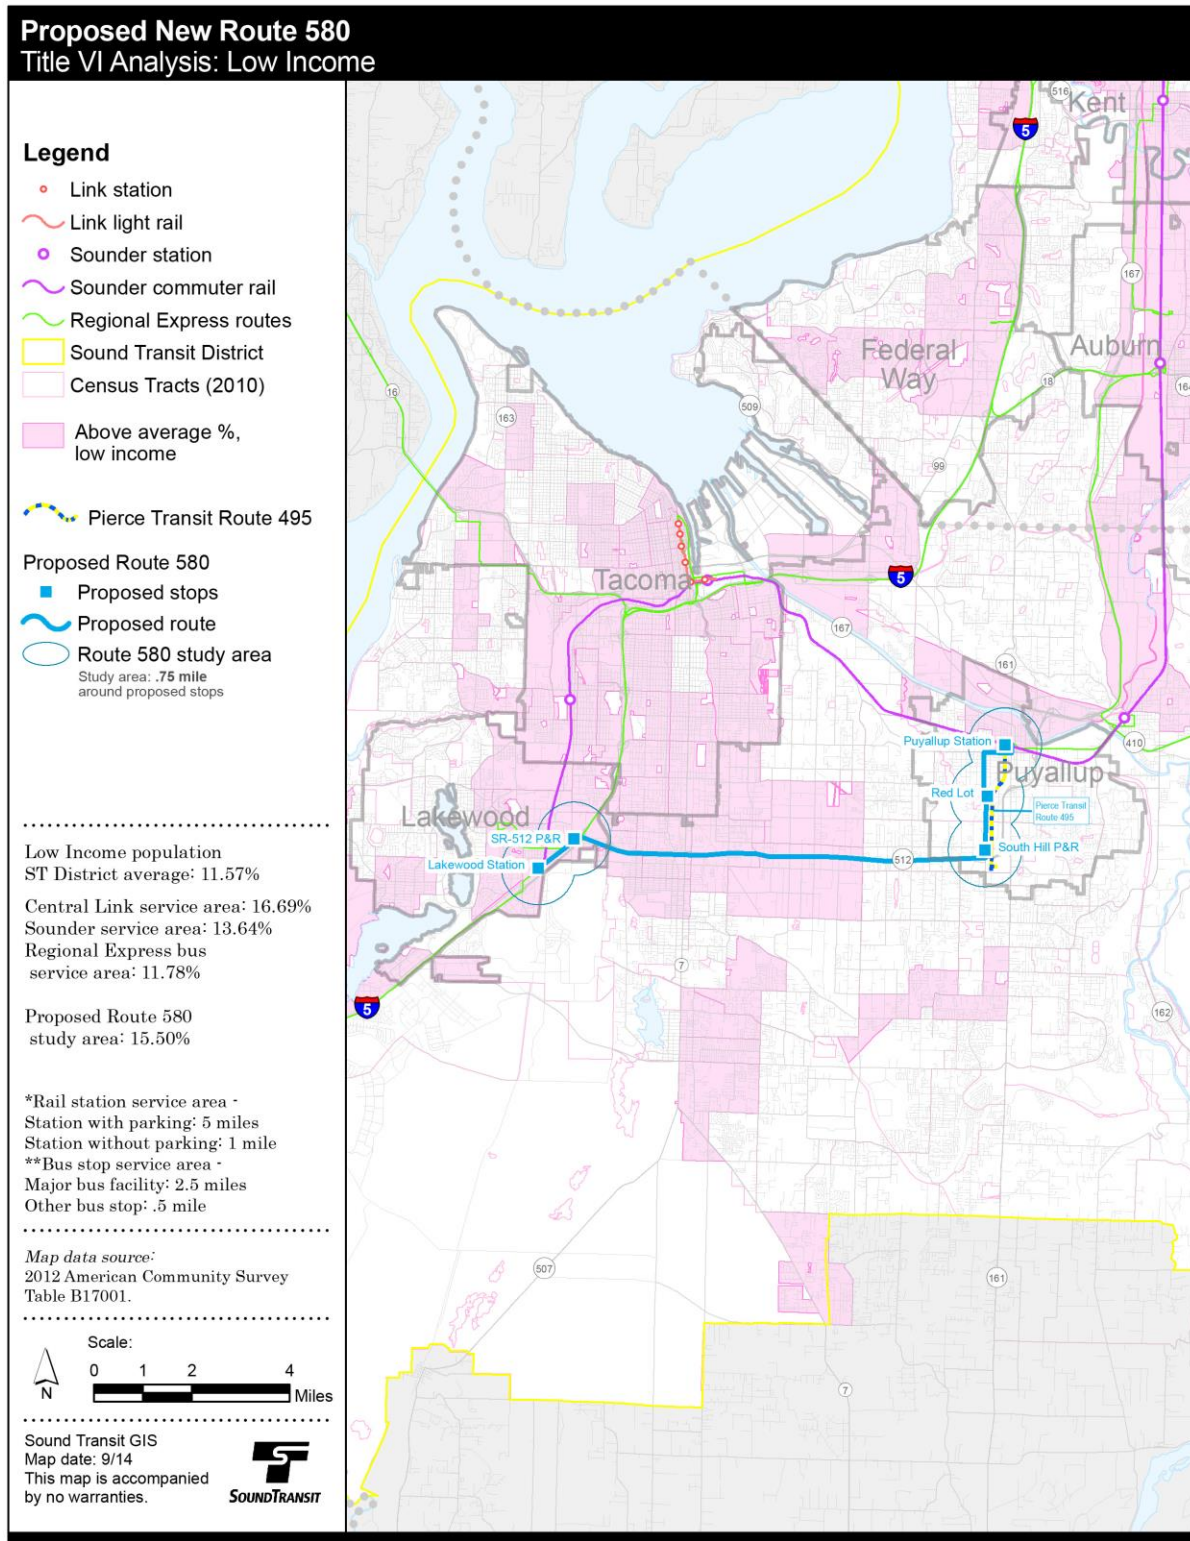 Proposed New Route 580
Title VI Analysis: Low Income
Legend
Link station
Link light rail
Sounder station
Sounder commuter rail
Regional Express routes
Sound Transit District
Census Tracts (2010)
Above average %,
low income
Pierce Transit Route 495
Proposed Route 580
Proposed stops
Proposed route
Route 580 study area
Study area: .75 mile
around proposed stops
Low Income population
ST District average: 11.57%
Central Link service area: 16.69%
Sounder service area: 13.64%
Regional Express bus
service area: 11.78%
Proposed Route 580
study area: 15.50%
*Rail station service area -
Station with parking: 5 miles
Station without parking: 1 mile
**Bus stop service area -
Major bus facility: 2.5 miles
Other bus stop: .5 mile
Map data source:
2012 American Community Survey
Table B17001.
Scale:
0 1 2 4
Miles
N
Sound Transit GIS
Map date: 9/14
This map is accompanied
by no warranties.
T
SOUNDTRANSIT
516
Kent
5
167
Federal
Way
Auburn
16
18
164
509
163
99
Tacoma
5
167
161
410
Puyallup Station
Puyallup
Red Lot
Pierce Transit
Route 495
Lakewood
SR-512 P&R
South Hill P&R
Lakewood Station
512
7
5
162
507
161
7